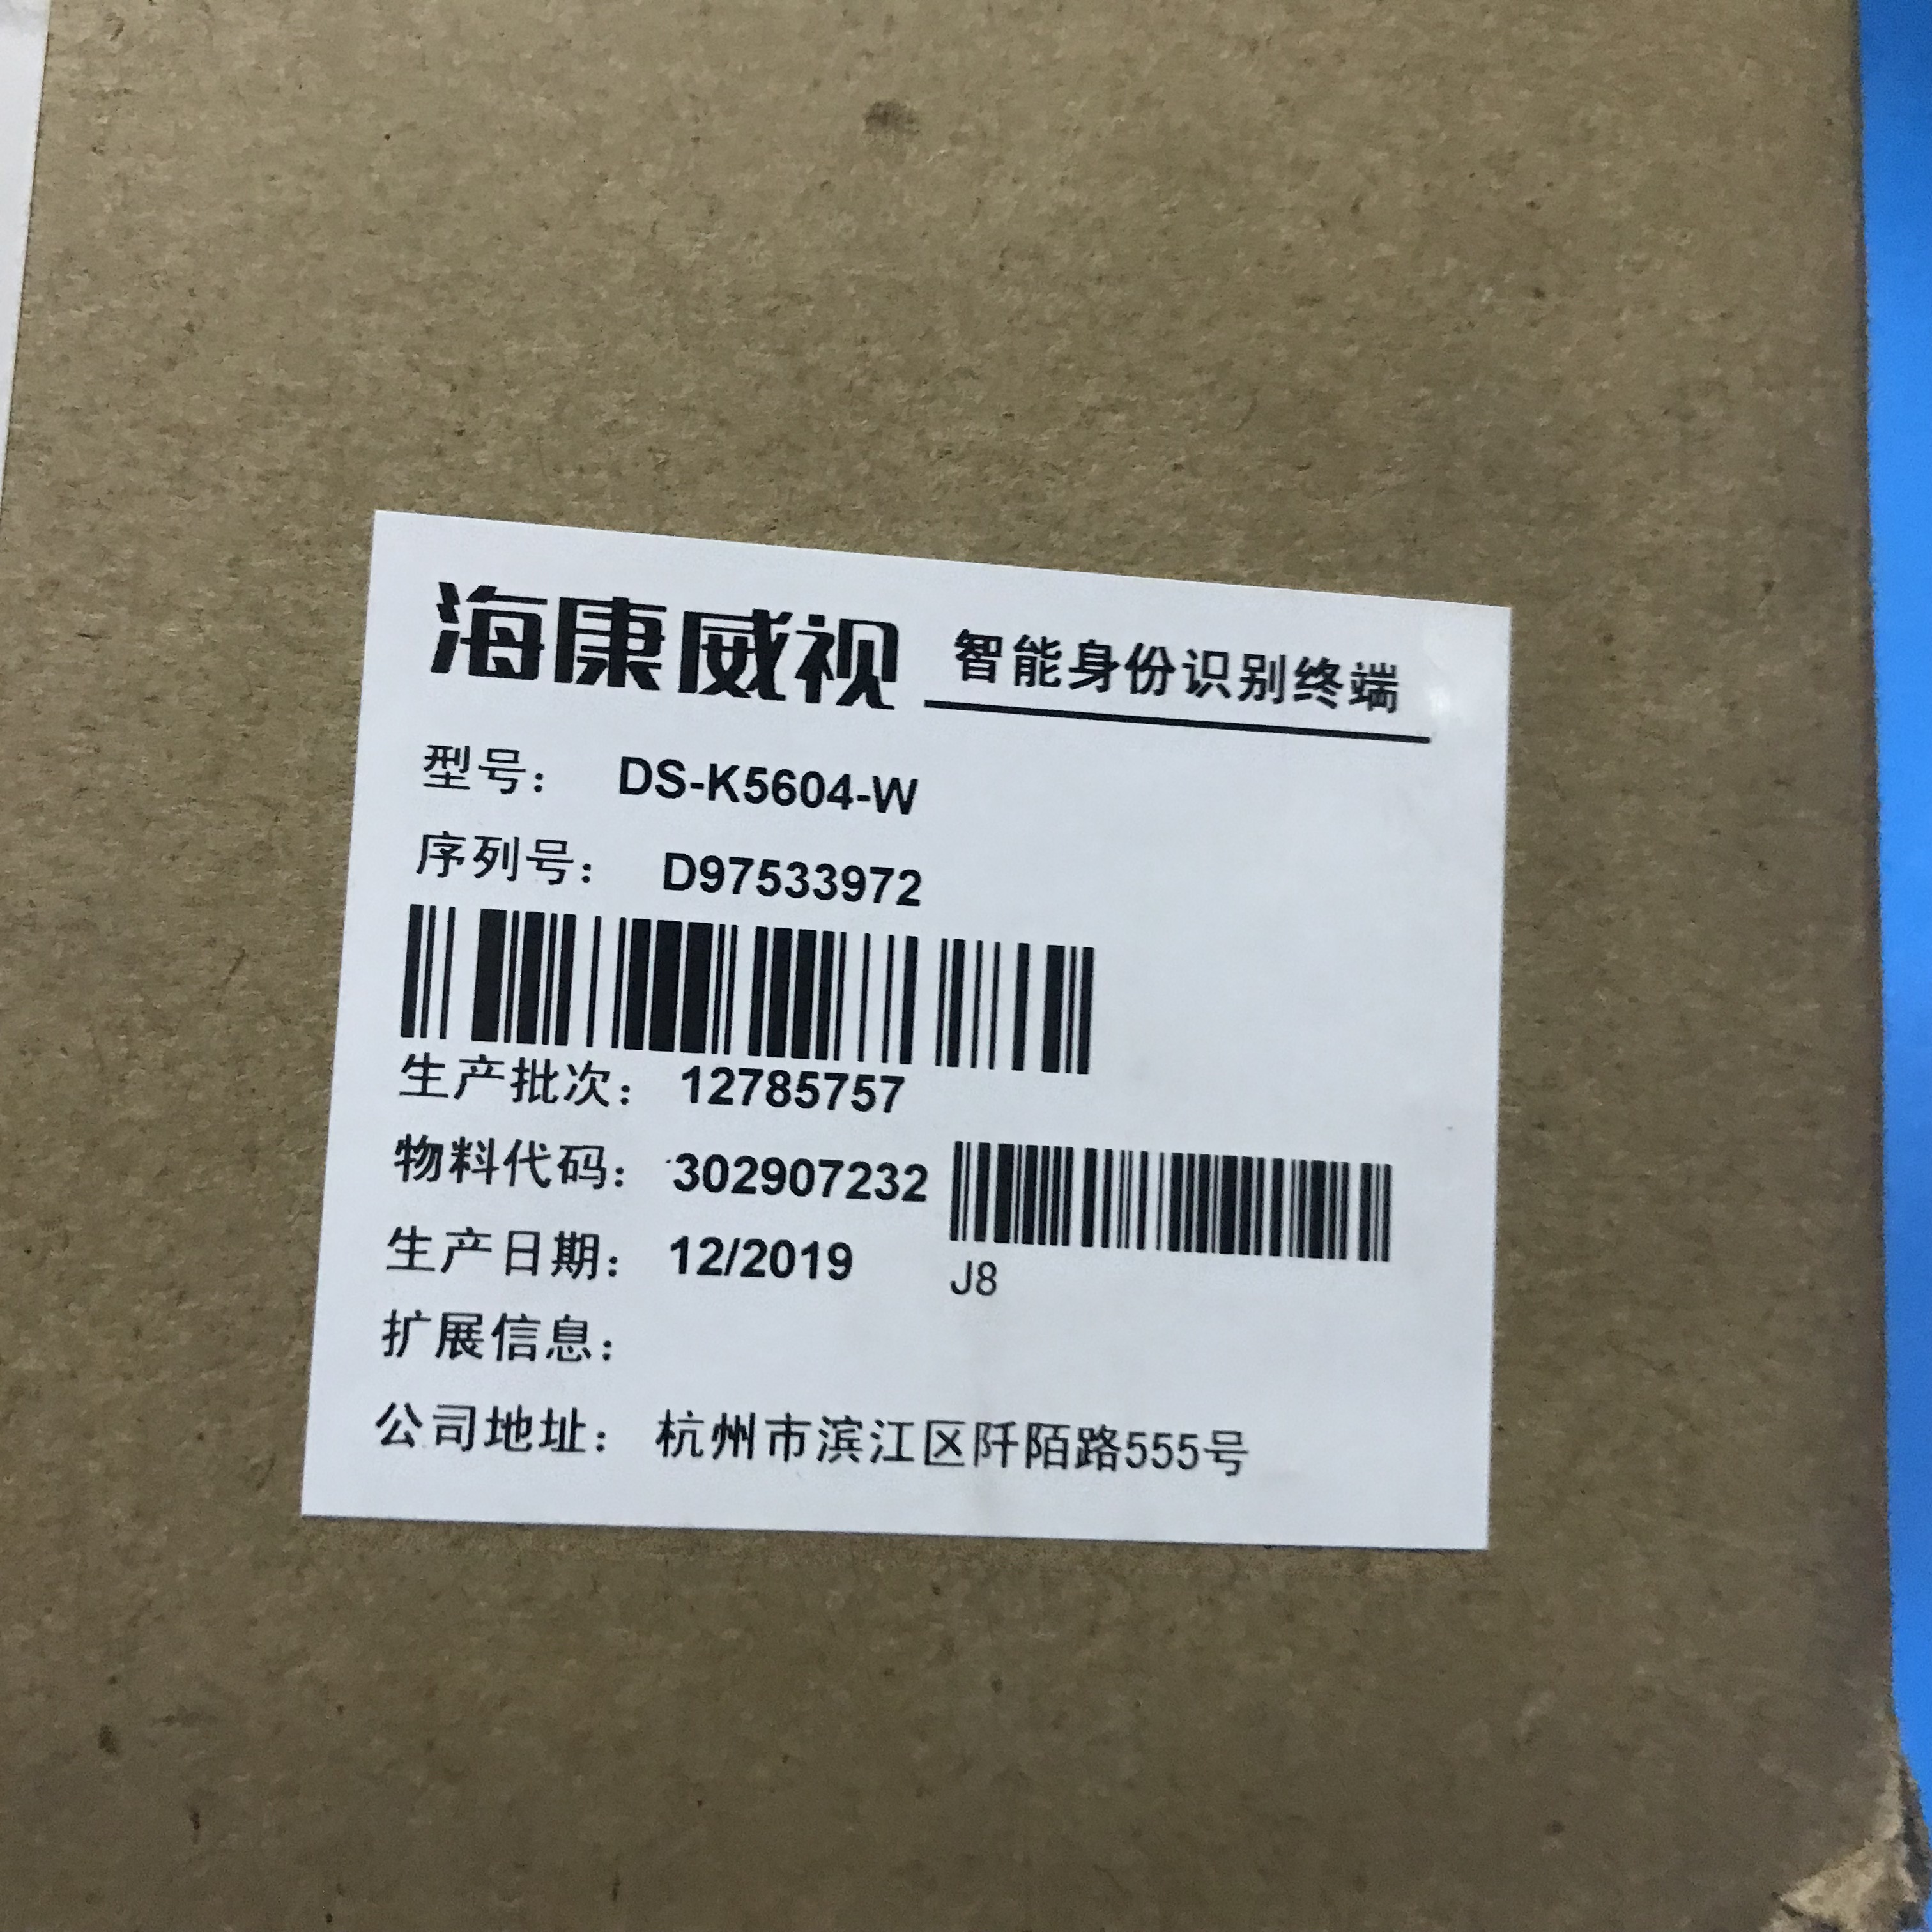 海康威视 智能身份识别终端
型号： DS-K5604-W
序列号： D97533972
生产批次： 12785757
物料代码： 302907232
生产日期： 12/2019
J8
扩展信息：
公司地址： 杭州市滨江区阡陌路555号